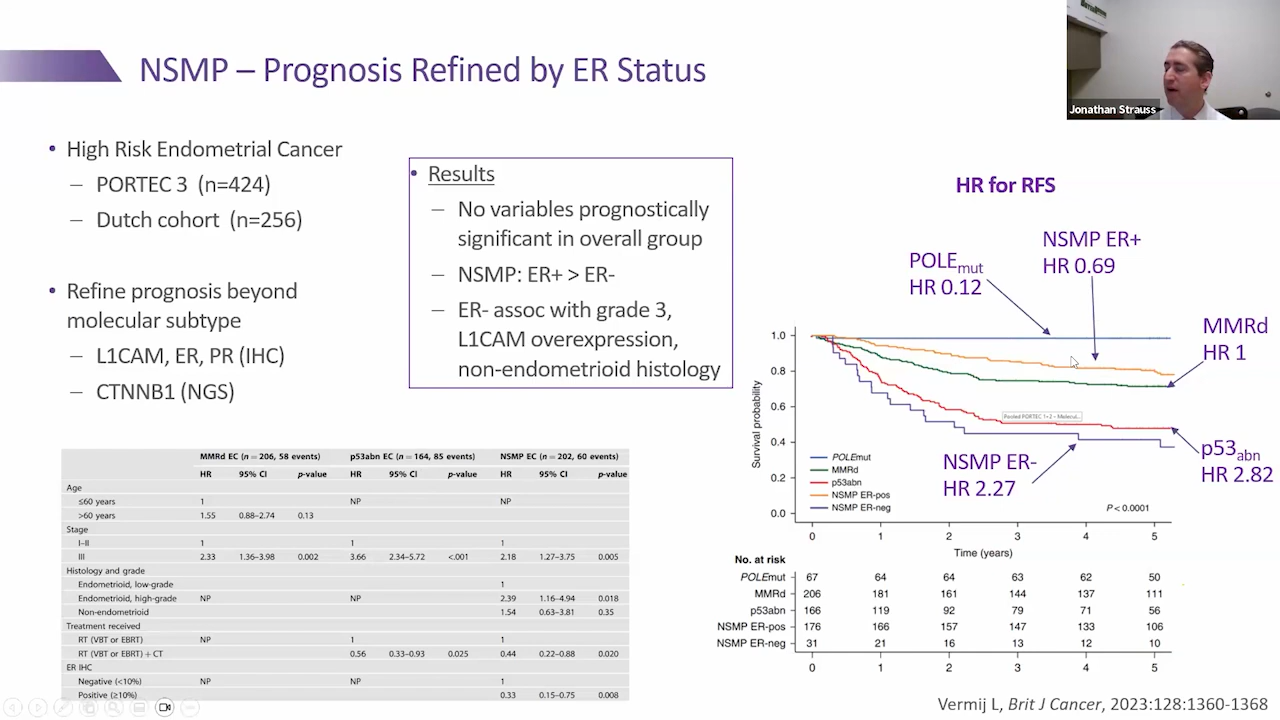 NSMP – Prognosis Refined by ER Status
Jonathan Strauss
• High Risk Endometrial Cancer
– PORTEC 3 (n=424)
– Dutch cohort (n=256)
• Refine prognosis beyond
molecular subtype
– L1CAM, ER, PR (IHC)
– CTNNB1 (NGS)
• Results
– No variables prognostically
significant in overall group
– NSMP: ER+ > ER-
– ER- assoc with grade 3,
L1CAM overexpression,
non-endometrioid histology
HR for RFS
NSMP ER+
HR 0.69
POLEmut
HR 0.12
MMRd
HR 1
p53abn
HR 2.82
NSMP ER-
HR 2.27
Survival probability
1.0
0.8
0.6
0.4
0.2
0.0
Pooled PORTEC 1+2 – Molecul...
POLEmut
MMRd
p53abn
NSMP ER-pos
NSMP ER-neg
P < 0.0001
0 1 2 3 4 5
Time (years)
No. at risk
POLEmut 67 64 64 63 62 50
MMRd 206 181 161 144 137 111
p53abn 166 119 92 79 71 56
NSMP ER-pos 176 166 157 147 133 106
NSMP ER-neg 31 21 16 13 12 10
0 1 2 3 4 5
MMRd EC (n = 206, 58 events) p53abn EC (n = 164, 85 events) NSMP EC (n = 202, 60 events)
HR 95% CI p-value HR 95% CI p-value HR 95% CI p-value
Age
≤60 years 1 NP NP
>60 years 1.55 0.88–2.74 0.13
Stage
I–II 1 1 1
III 2.33 1.36–3.98 0.002 3.66 2.34–5.72 <.001 2.18 1.27–3.75 0.005
Histology and grade
Endometrioid, low-grade 1
Endometrioid, high-grade NP NP 2.39 1.16–4.94 0.018
Non-endometrioid 1.54 0.63–3.81 0.35
Treatment received
RT (VBT or EBRT) NP 1 1
RT (VBT or EBRT) + CT 0.56 0.33–0.93 0.025 0.44 0.22–0.88 0.020
ER IHC
Negative (<10%) NP NP 1
Positive (≥10%) 0.33 0.15–0.75 0.008
Vermij L, Brit J Cancer, 2023:128:1360-1368